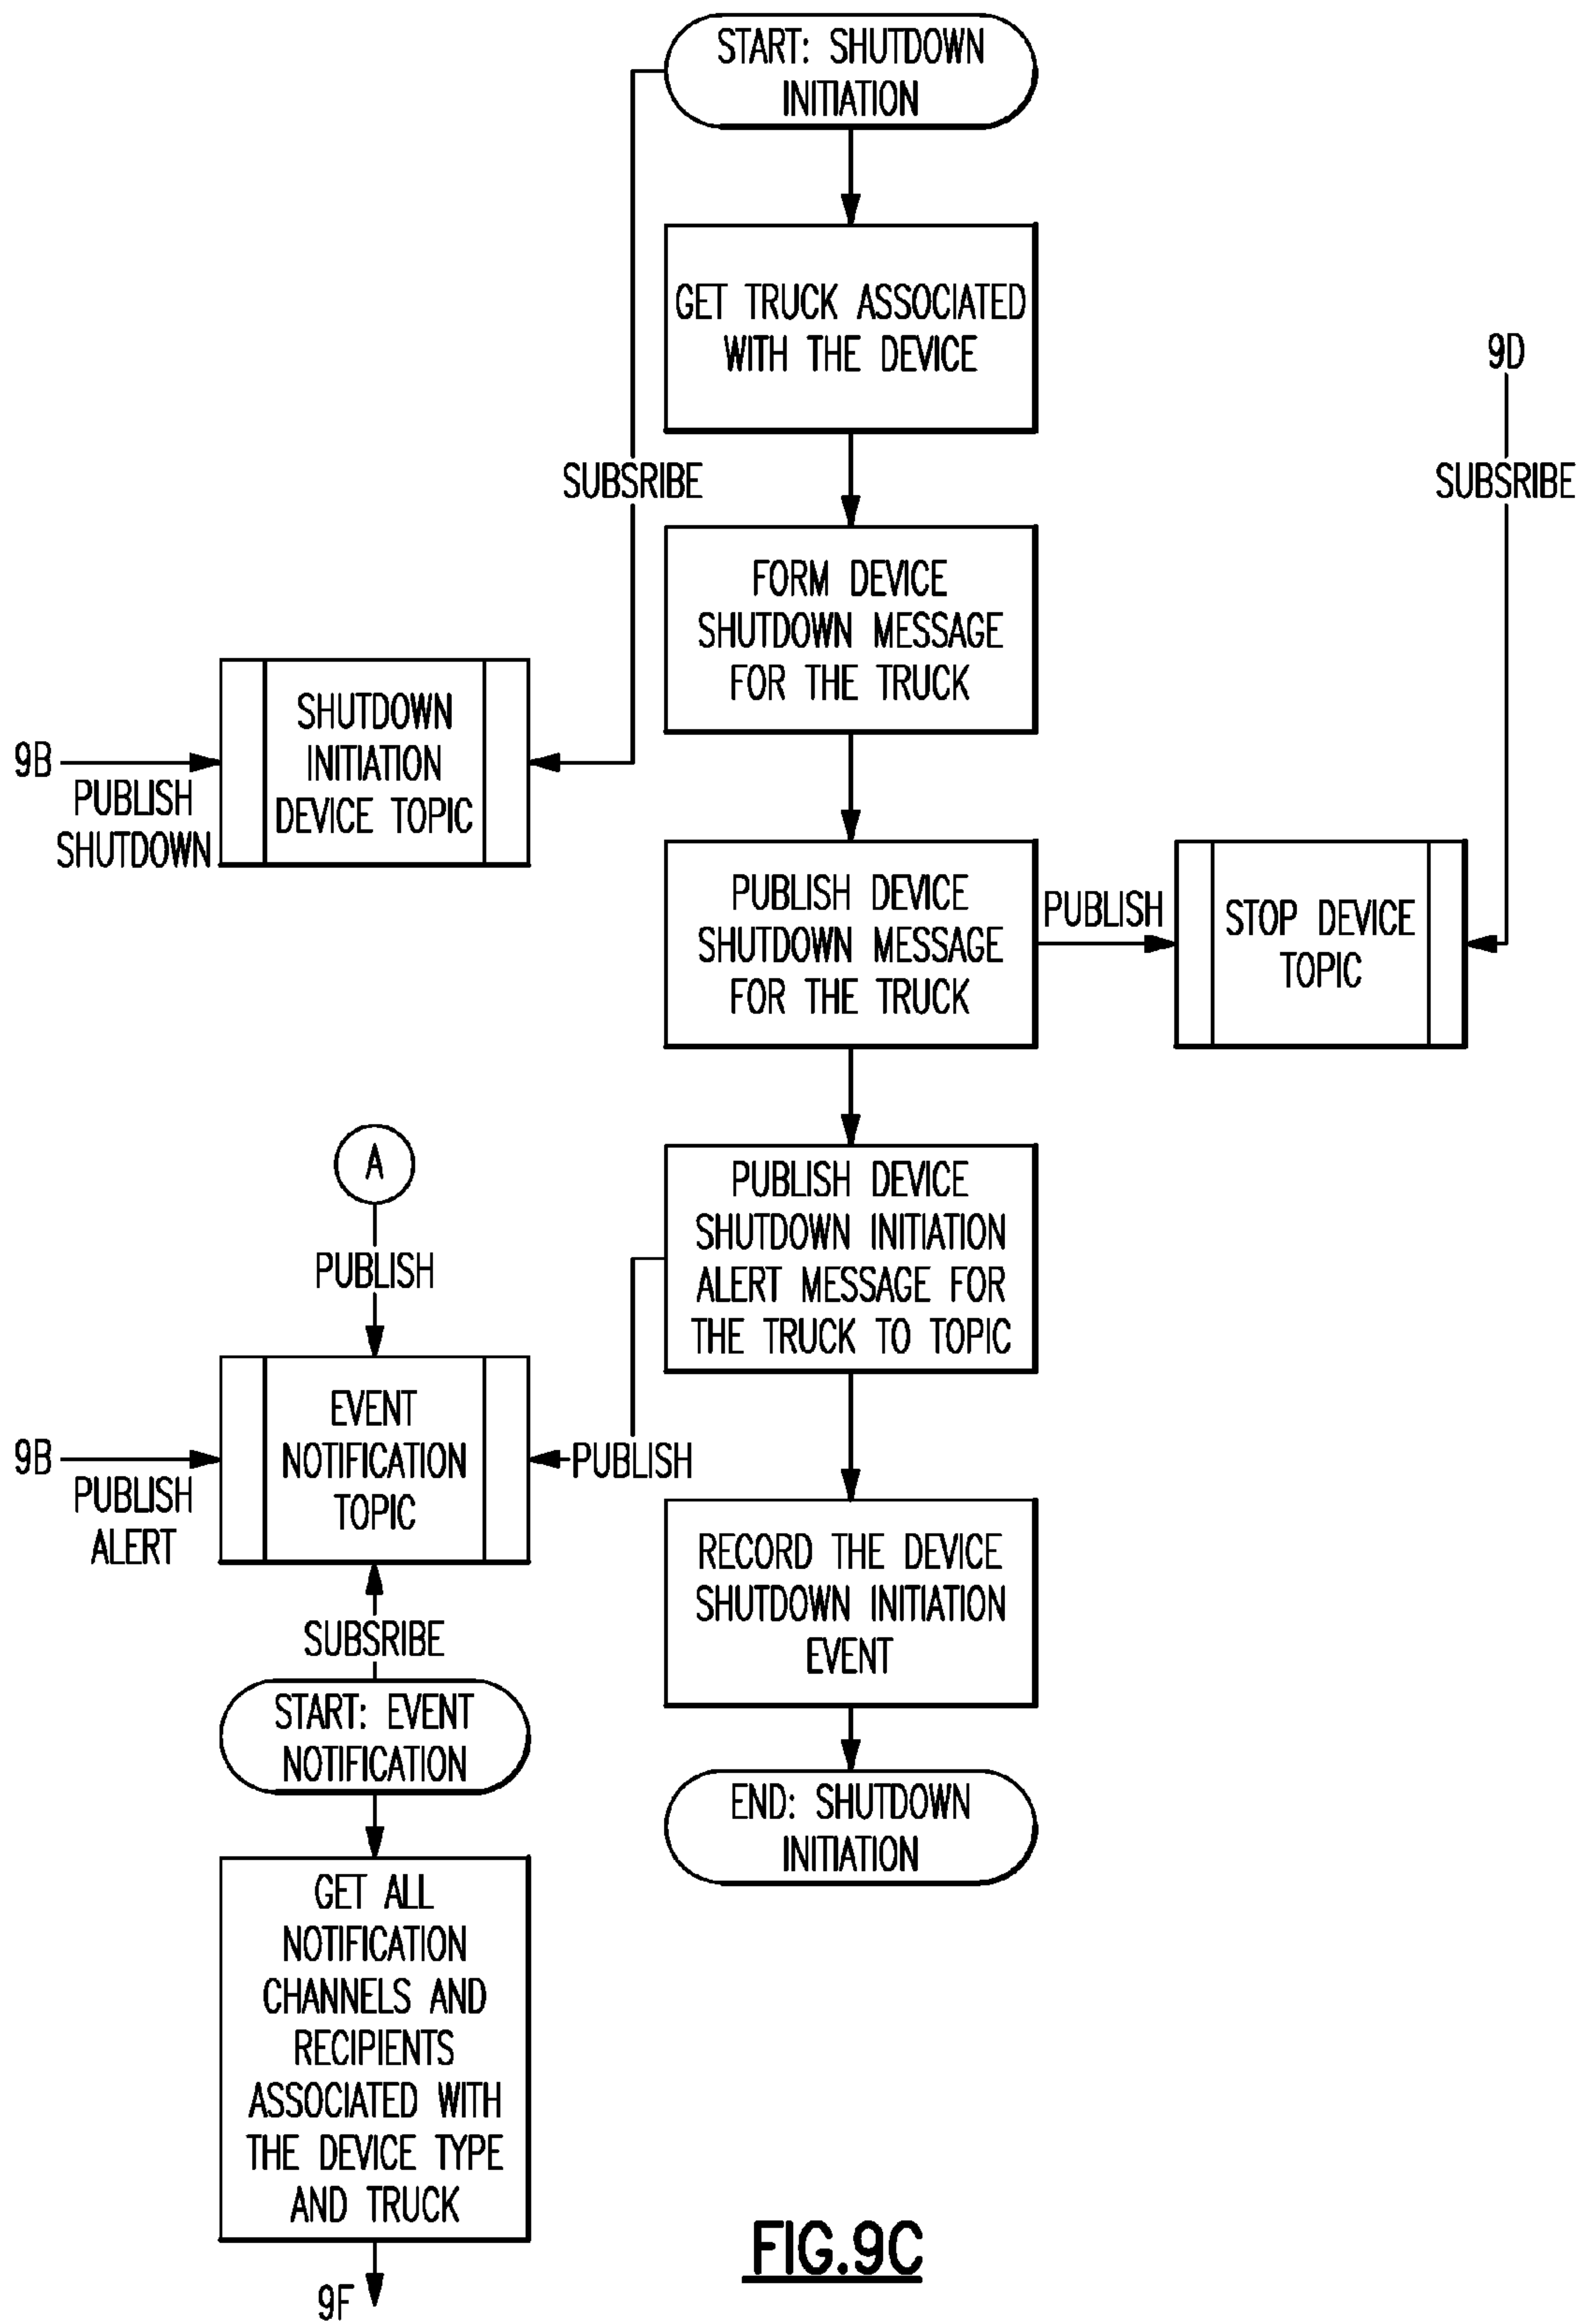 START: SHUTDOWN
INITIATION
GET TRUCK ASSOCIATED
WITH THE DEVICE
9D
SUBSRIBE
SUBSRIBE
FORM DEVICE
SHUTDOWN MESSAGE
FOR THE TRUCK
SHUTDOWN
INITIATION
DEVICE TOPIC
9B
PUBLISH
SHUTDOWN
PUBLISH DEVICE
SHUTDOWN MESSAGE
FOR THE TRUCK
PUBLISH
STOP DEVICE
TOPIC
A
PUBLISH
PUBLISH DEVICE
SHUTDOWN INITIATION
ALERT MESSAGE FOR
THE TRUCK TO TOPIC
EVENT
NOTIFICATION
TOPIC
9B
PUBLISH
ALERT
PUBLISH
RECORD THE DEVICE
SHUTDOWN INITIATION
EVENT
SUBSRIBE
START: EVENT
NOTIFICATION
END: SHUTDOWN
INITIATION
GET ALL
NOTIFICATION
CHANNELS AND
RECIPIENTS
ASSOCIATED WITH
THE DEVICE TYPE
AND TRUCK
9F
FIG.9C